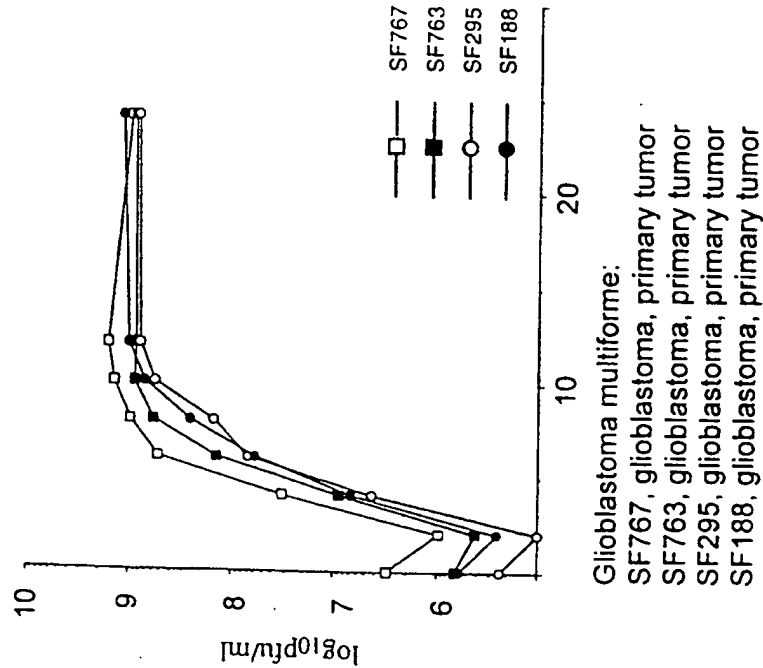 log10pfu/ml
10
9
8
7
6
10
20
SF767
SF763
SF295
SF188
Glioblastoma multiforme:
SF767, glioblastoma, primary tumor
SF763, glioblastoma, primary tumor
SF295, glioblastoma, primary tumor
SF188, glioblastoma, primary tumor